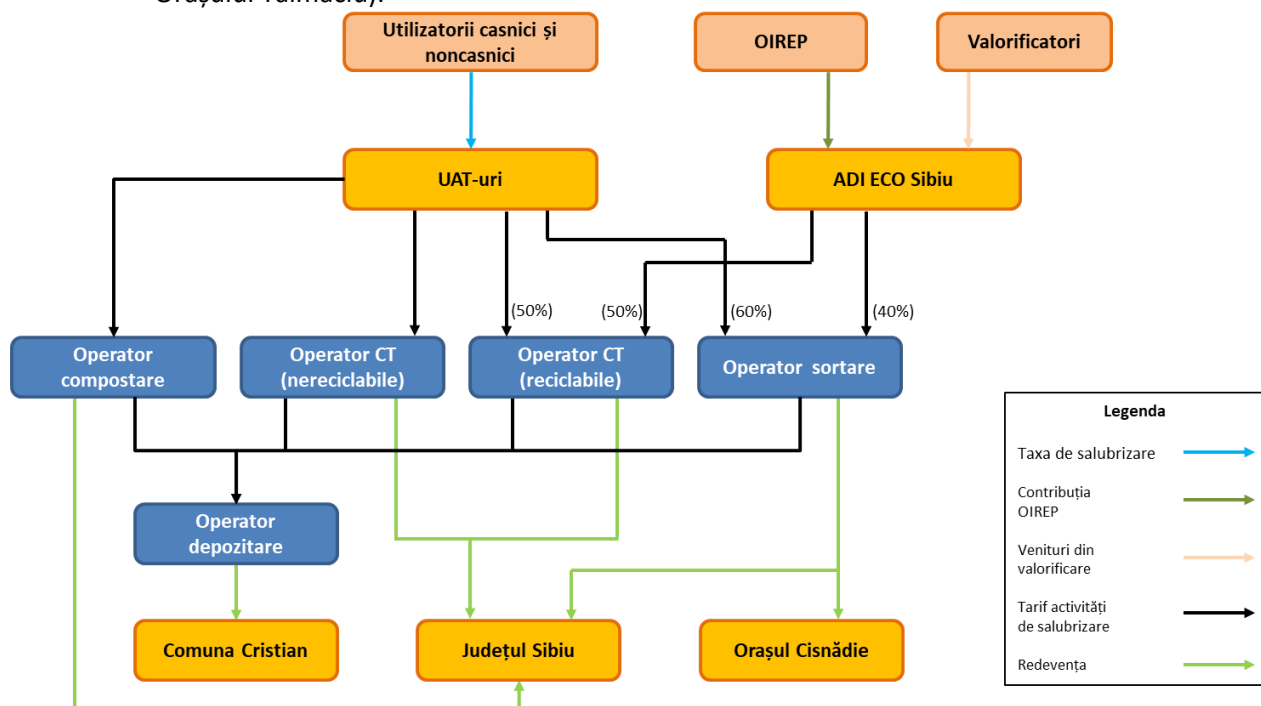 Orașului Tălmaciu).
Utilizatorii casnici și
noncasnici
OIREP
Valorificatori
UAT-uri
ADI ECO Sibiu
(50%)
(50%)
(60%)
(40%)
Operator
compostare
Operator CT
(nereciclabile)
Operator CT
(reciclabile)
Operator sortare
Operator
depozitare
Comuna Cristian
Județul Sibiu
Orașul Cisnădie
Legenda
Taxa de salubrizare
Contribuția
OIREP
Venituri din
valorificare
Tarif activități
de salubrizare
Redevența